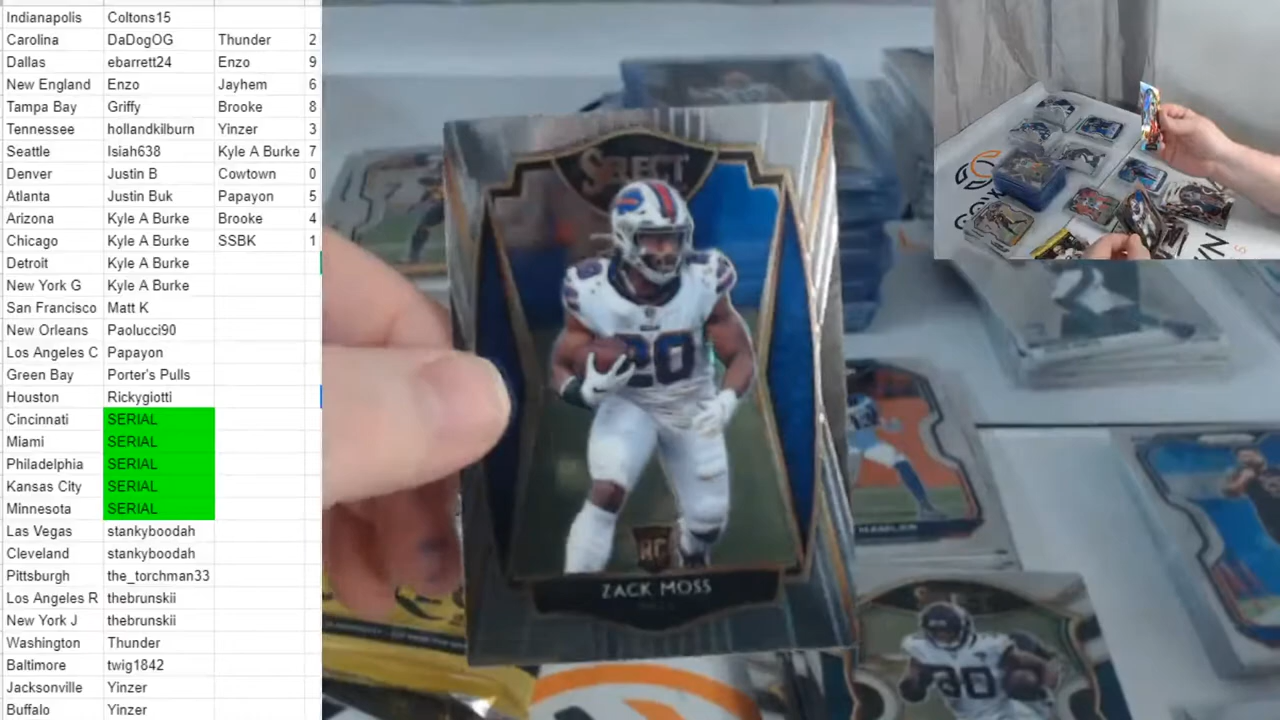 Indianapolis Coltons15
Carolina DaDogOG Thunder 2
Dallas ebarrett24 Enzo 9
New England Enzo Jayhem 6
Tampa Bay Griffy Brooke 8
Tennessee hollandkilburn Yinzer 3
Seattle Isiah638 Kyle A Burke 7
Denver Justin B Cowtown 0
Atlanta Justin Buk Papayon 5
Arizona Kyle A Burke Brooke 4
Chicago Kyle A Burke SSBK 1
Detroit Kyle A Burke
New York G Kyle A Burke
San Francisco Matt K
New Orleans Paolucci90
Los Angeles C Papayon
Green Bay Porter's Pulls
Houston Rickygiotti
Cincinnati SERIAL
Miami SERIAL
Philadelphia SERIAL
Kansas City SERIAL
Minnesota SERIAL
Las Vegas stankyboodah
Cleveland stankyboodah
Pittsburgh the_torchman33
Los Angeles R thebrunskii
New York J thebrunskii
Washington Thunder
Baltimore twig1842
Jacksonville Yinzer
Buffalo Yinzer
SELECT
20
RC
ZACK MOSS
HAMLER
30